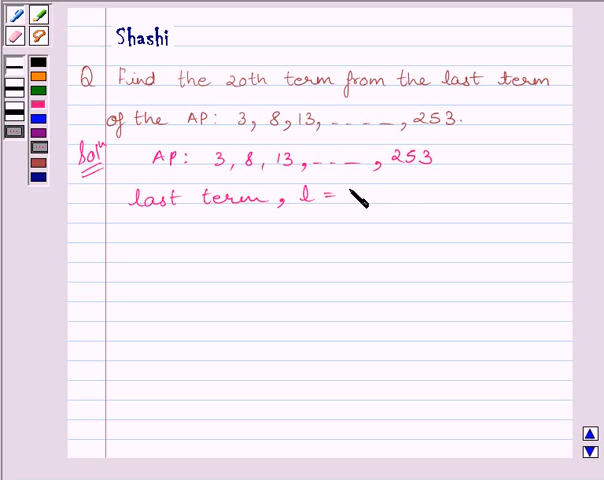 Shashi
Q Find the 20th term from the last term
of the AP: 3, 8, 13, -----, 253.
Solⁿ AP: 3, 8, 13, ----, 253
last term, l =